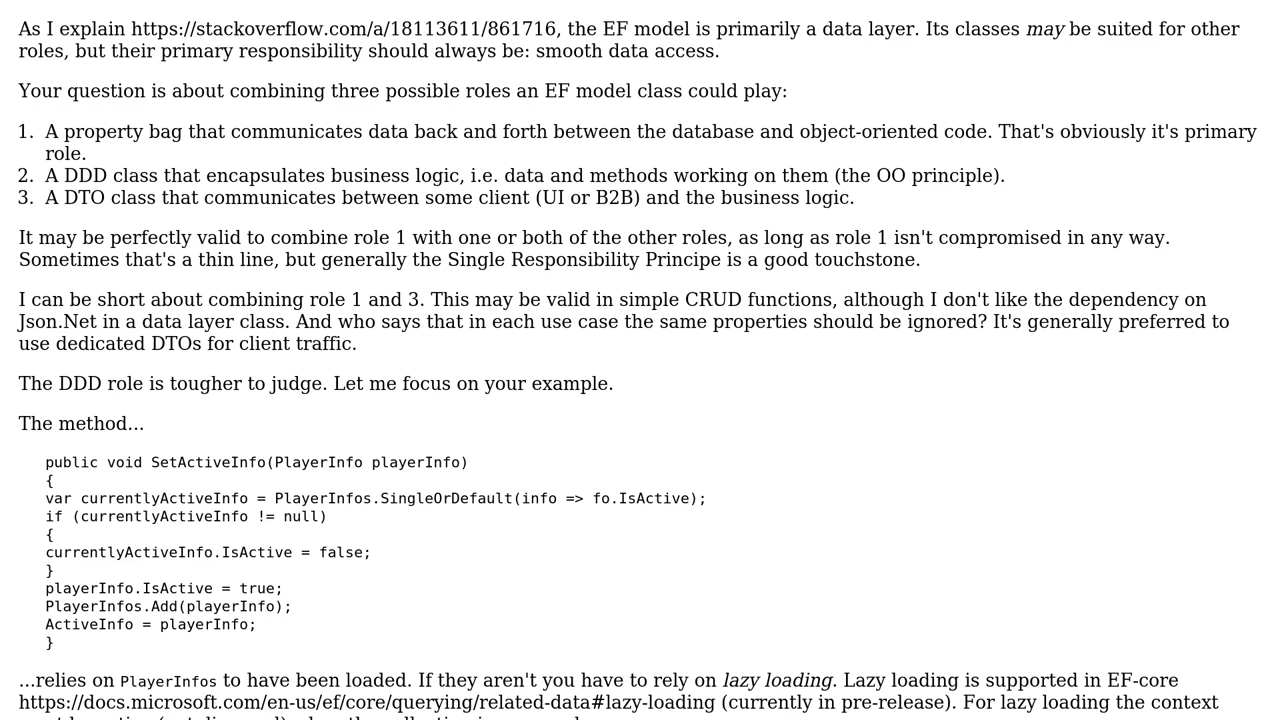 As I explain https://stackoverflow.com/a/18113611/861716, the EF model is primarily a data layer. Its classes may be suited for other
roles, but their primary responsibility should always be: smooth data access.
Your question is about combining three possible roles an EF model class could play:
1. A property bag that communicates data back and forth between the database and object-oriented code. That's obviously it's primary
role.
2. A DDD class that encapsulates business logic, i.e. data and methods working on them (the OO principle).
3. A DTO class that communicates between some client (UI or B2B) and the business logic.
It may be perfectly valid to combine role 1 with one or both of the other roles, as long as role 1 isn't compromised in any way.
Sometimes that's a thin line, but generally the Single Responsibility Principe is a good touchstone.
I can be short about combining role 1 and 3. This may be valid in simple CRUD functions, although I don't like the dependency on
Json.Net in a data layer class. And who says that in each use case the same properties should be ignored? It's generally preferred to
use dedicated DTOs for client traffic.
The DDD role is tougher to judge. Let me focus on your example.
The method...
public void SetActiveInfo(PlayerInfo playerInfo)
{
var currentlyActiveInfo = PlayerInfos.SingleOrDefault(info => fo.IsActive);
if (currentlyActiveInfo != null)
{
currentlyActiveInfo.IsActive = false;
}
playerInfo.IsActive = true;
PlayerInfos.Add(playerInfo);
ActiveInfo = playerInfo;
}
...relies on PlayerInfos to have been loaded. If they aren't you have to rely on lazy loading. Lazy loading is supported in EF-core
https://docs.microsoft.com/en-us/ef/core/querying/related-data#lazy-loading (currently in pre-release). For lazy loading the context